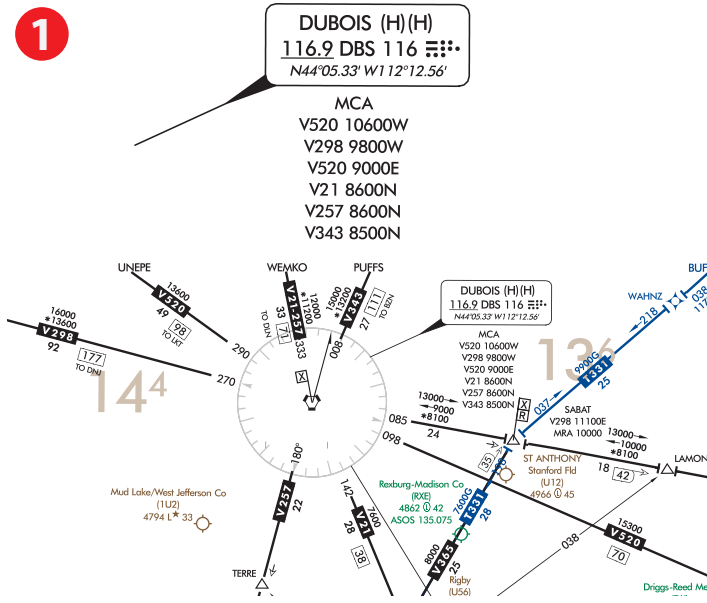 1
DUBOIS (H)(H)
116.9 DBS 116
N44°05.33' W112°12.56'
MCA
V520 10600W
V298 9800W
V520 9000E
V21 8600N
V257 8600N
V343 8500N
UNEPE
WEMKO
PUFFS
13600
V520
49
98
TO LKT
290
16000
*13600
V298
92
177
TO DNJ
270
14 4
12000
*11200
V21-257
33
71
TO DLN
333
15000
*13200
V343
27
111
TO BZN
008
X
DUBOIS (H)(H)
116.9 DBS 116
N44°05.33' W112°12.56'
MCA
V520 10600W
V298 9800W
V520 9000E
V21 8600N
V257 8600N
V343 8500N
13 6
BUF
WAHNZ
038
117
218
9900G
T331
25
037
X
R
SABAT
V298 11100E
MRA 10000
13000
9000
*8100
085
24
098
13000
10000
*8100
18
42
LAMON
35
198
ST ANTHONY
Stanford Fld
(U12)
4966 45
Rexburg-Madison Co
(RXE)
4862 42
ASOS 135.075
7600G
T331
28
180°
V257
22
142
7600
V21
28
38
8000
V365
25
Rigby
(U56)
038
15300
V520
70
Mud Lake/West Jefferson Co
(1U2)
4794 L* 33
TERRE
Driggs-Reed Me